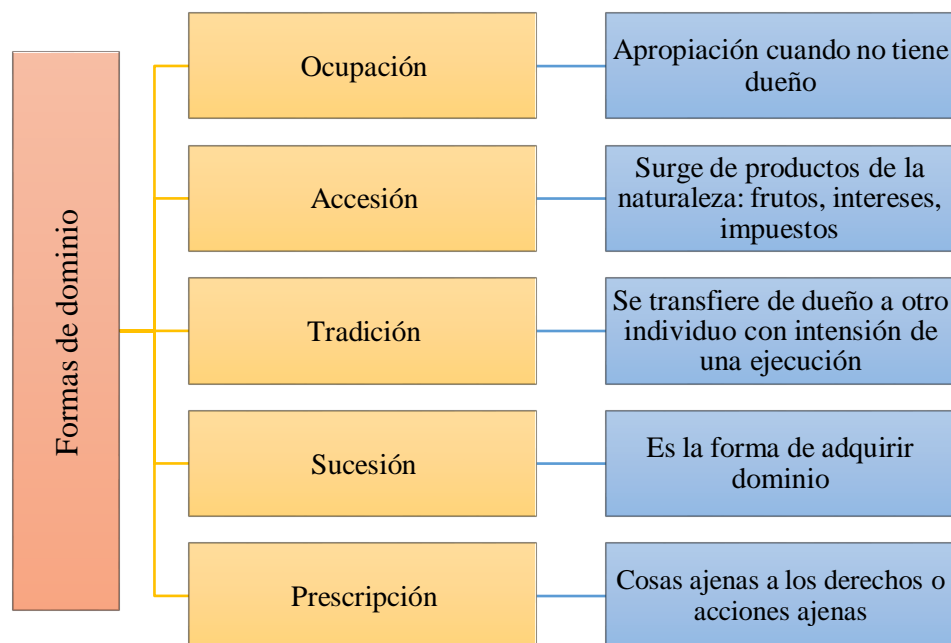 Formas de dominio
Ocupación
Apropiación cuando no tiene
dueño
Accesión
Surge de productos de la
naturaleza: frutos, intereses,
impuestos
Tradición
Se transfiere de dueño a otro
individuo con intensión de
una ejecución
Sucesión
Es la forma de adquirir
dominio
Prescripción
Cosas ajenas a los derechos o
acciones ajenas